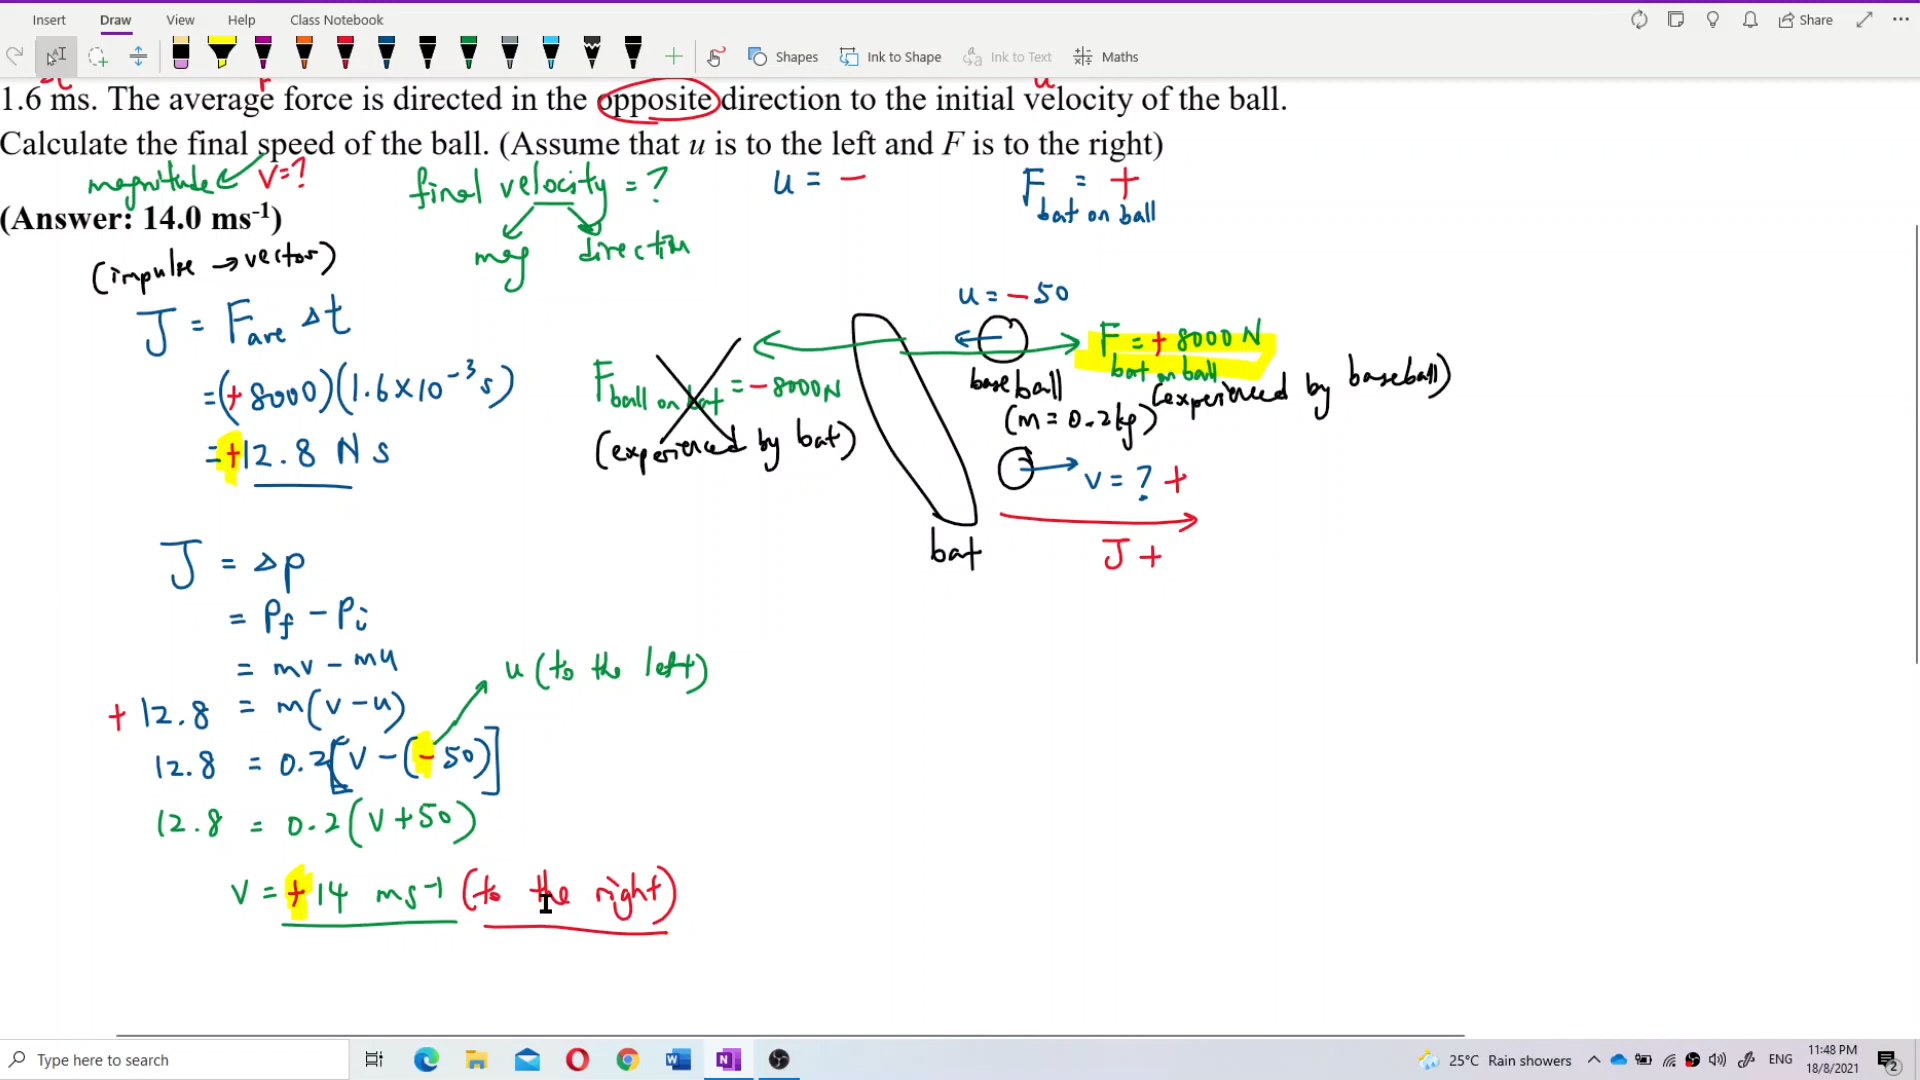 Insert Draw View Help Class Notebook Share
Shapes Ink to Shape Ink to Text Maths
Δt F u
1.6 ms. The average force is directed in the opposite direction to the initial velocity of the ball.
Calculate the final speed of the ball. (Assume that u is to the left and F is to the right)
magnitude v=? final velocity = ? u = − F bat on ball = +
(Answer: 14.0 ms⁻¹)
mag direction
(impulse → vector)
J = Fave Δt
= (+8000)(1.6×10⁻³ s)
= +12.8 N s
u = −50
F bat on ball = +8000 N
(experienced by baseball)
F ball on bat = −8000N
(experienced by bat)
baseball
(m = 0.2 kg)
v = ? +
J +
bat
J = Δp
= Pf − Pi
= mv − mu
+ 12.8 = m(v − u)
u (to the left)
12.8 = 0.2[v − (−50)]
12.8 = 0.2(v+50)
v = +14 ms⁻¹ (to the right)
Type here to search
25°C Rain showers ENG 11:48 PM
18/8/2021 2